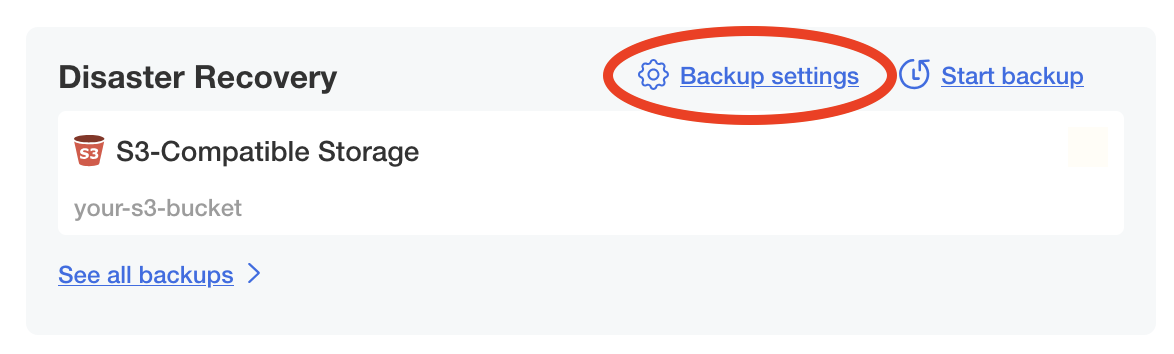 Disaster Recovery Backup settings Start backup
S3 S3-Compatible Storage
your-s3-bucket
See all backups